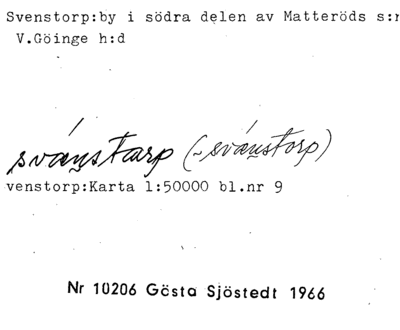 Svenstorp:by i södra delen av Matteröds s:n
V.Göinge h:d
svánstarp (~svánstorp)
venstorp:Karta 1:50000 bl.nr 9
Nr 10206 Gösta Sjöstedt 1966